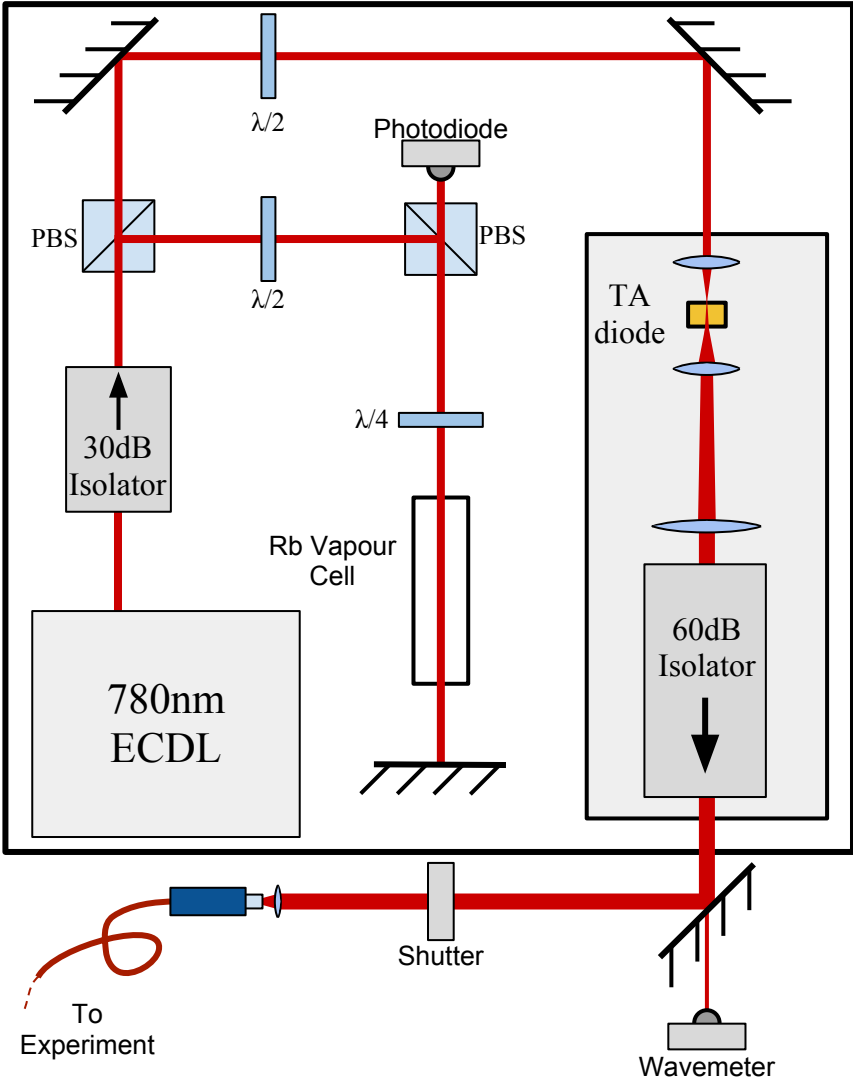 λ/2
Photodiode
PBS
PBS
λ/2
TA
diode
λ/4
30dB
Isolator
Rb Vapour
Cell
60dB
Isolator
780nm
ECDL
Shutter
To
Experiment
Wavemeter